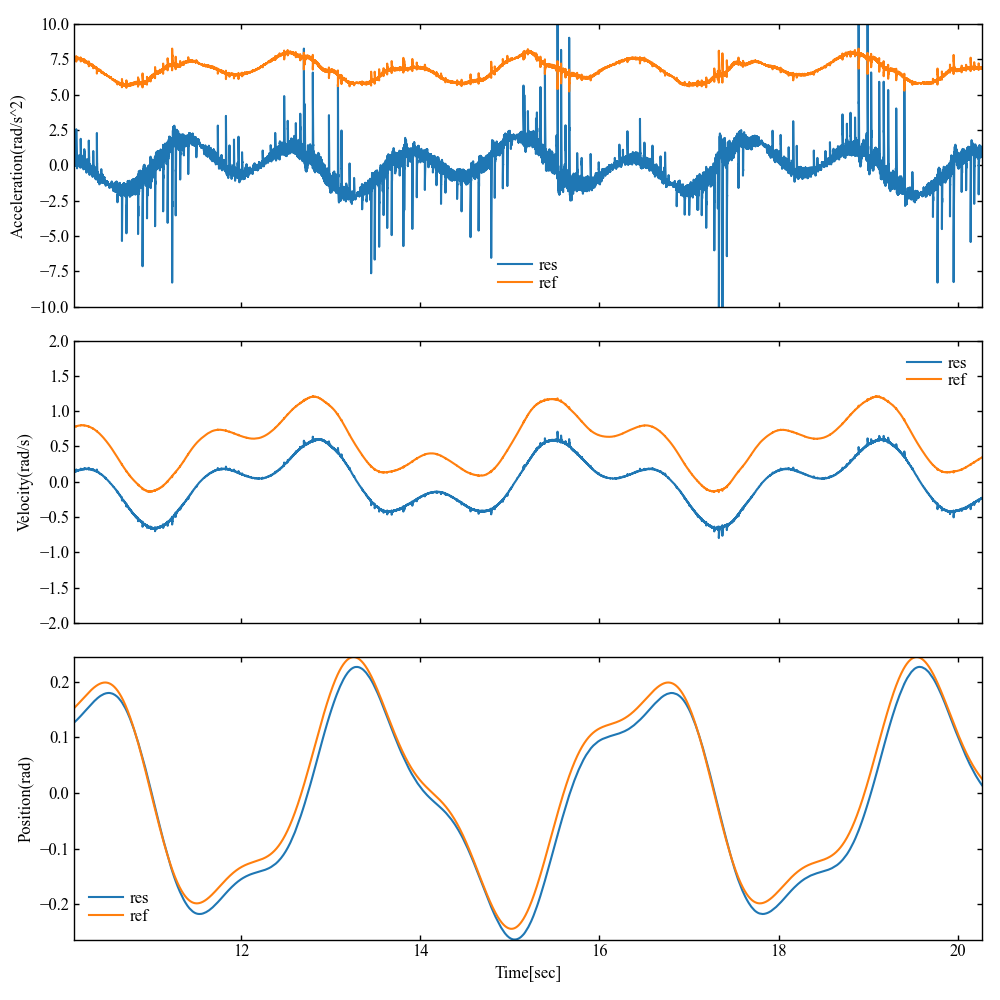 10.0
7.5
5.0
2.5
0.0
−2.5
−5.0
−7.5
−10.0
Acceleration(rad/s^2)
res
ref
2.0
1.5
1.0
0.5
0.0
−0.5
−1.0
−1.5
−2.0
Velocity(rad/s)
res
ref
0.2
0.1
0.0
−0.1
−0.2
Position(rad)
res
ref
12 14 16 18 20
Time[sec]